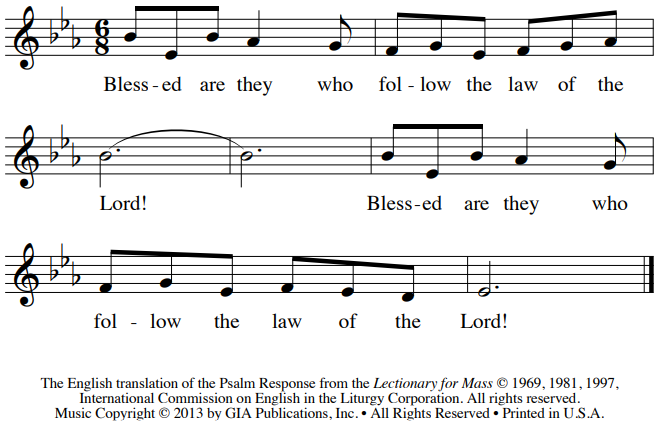 6
8
Bless - ed are they who fol - low the law of the
Lord! Bless - ed are they who
fol - low the law of the Lord!
The English translation of the Psalm Response from the Lectionary for Mass © 1969, 1981, 1997,
International Commission on English in the Liturgy Corporation. All rights reserved.
Music Copyright © 2013 by GIA Publications, Inc. • All Rights Reserved • Printed in U.S.A.